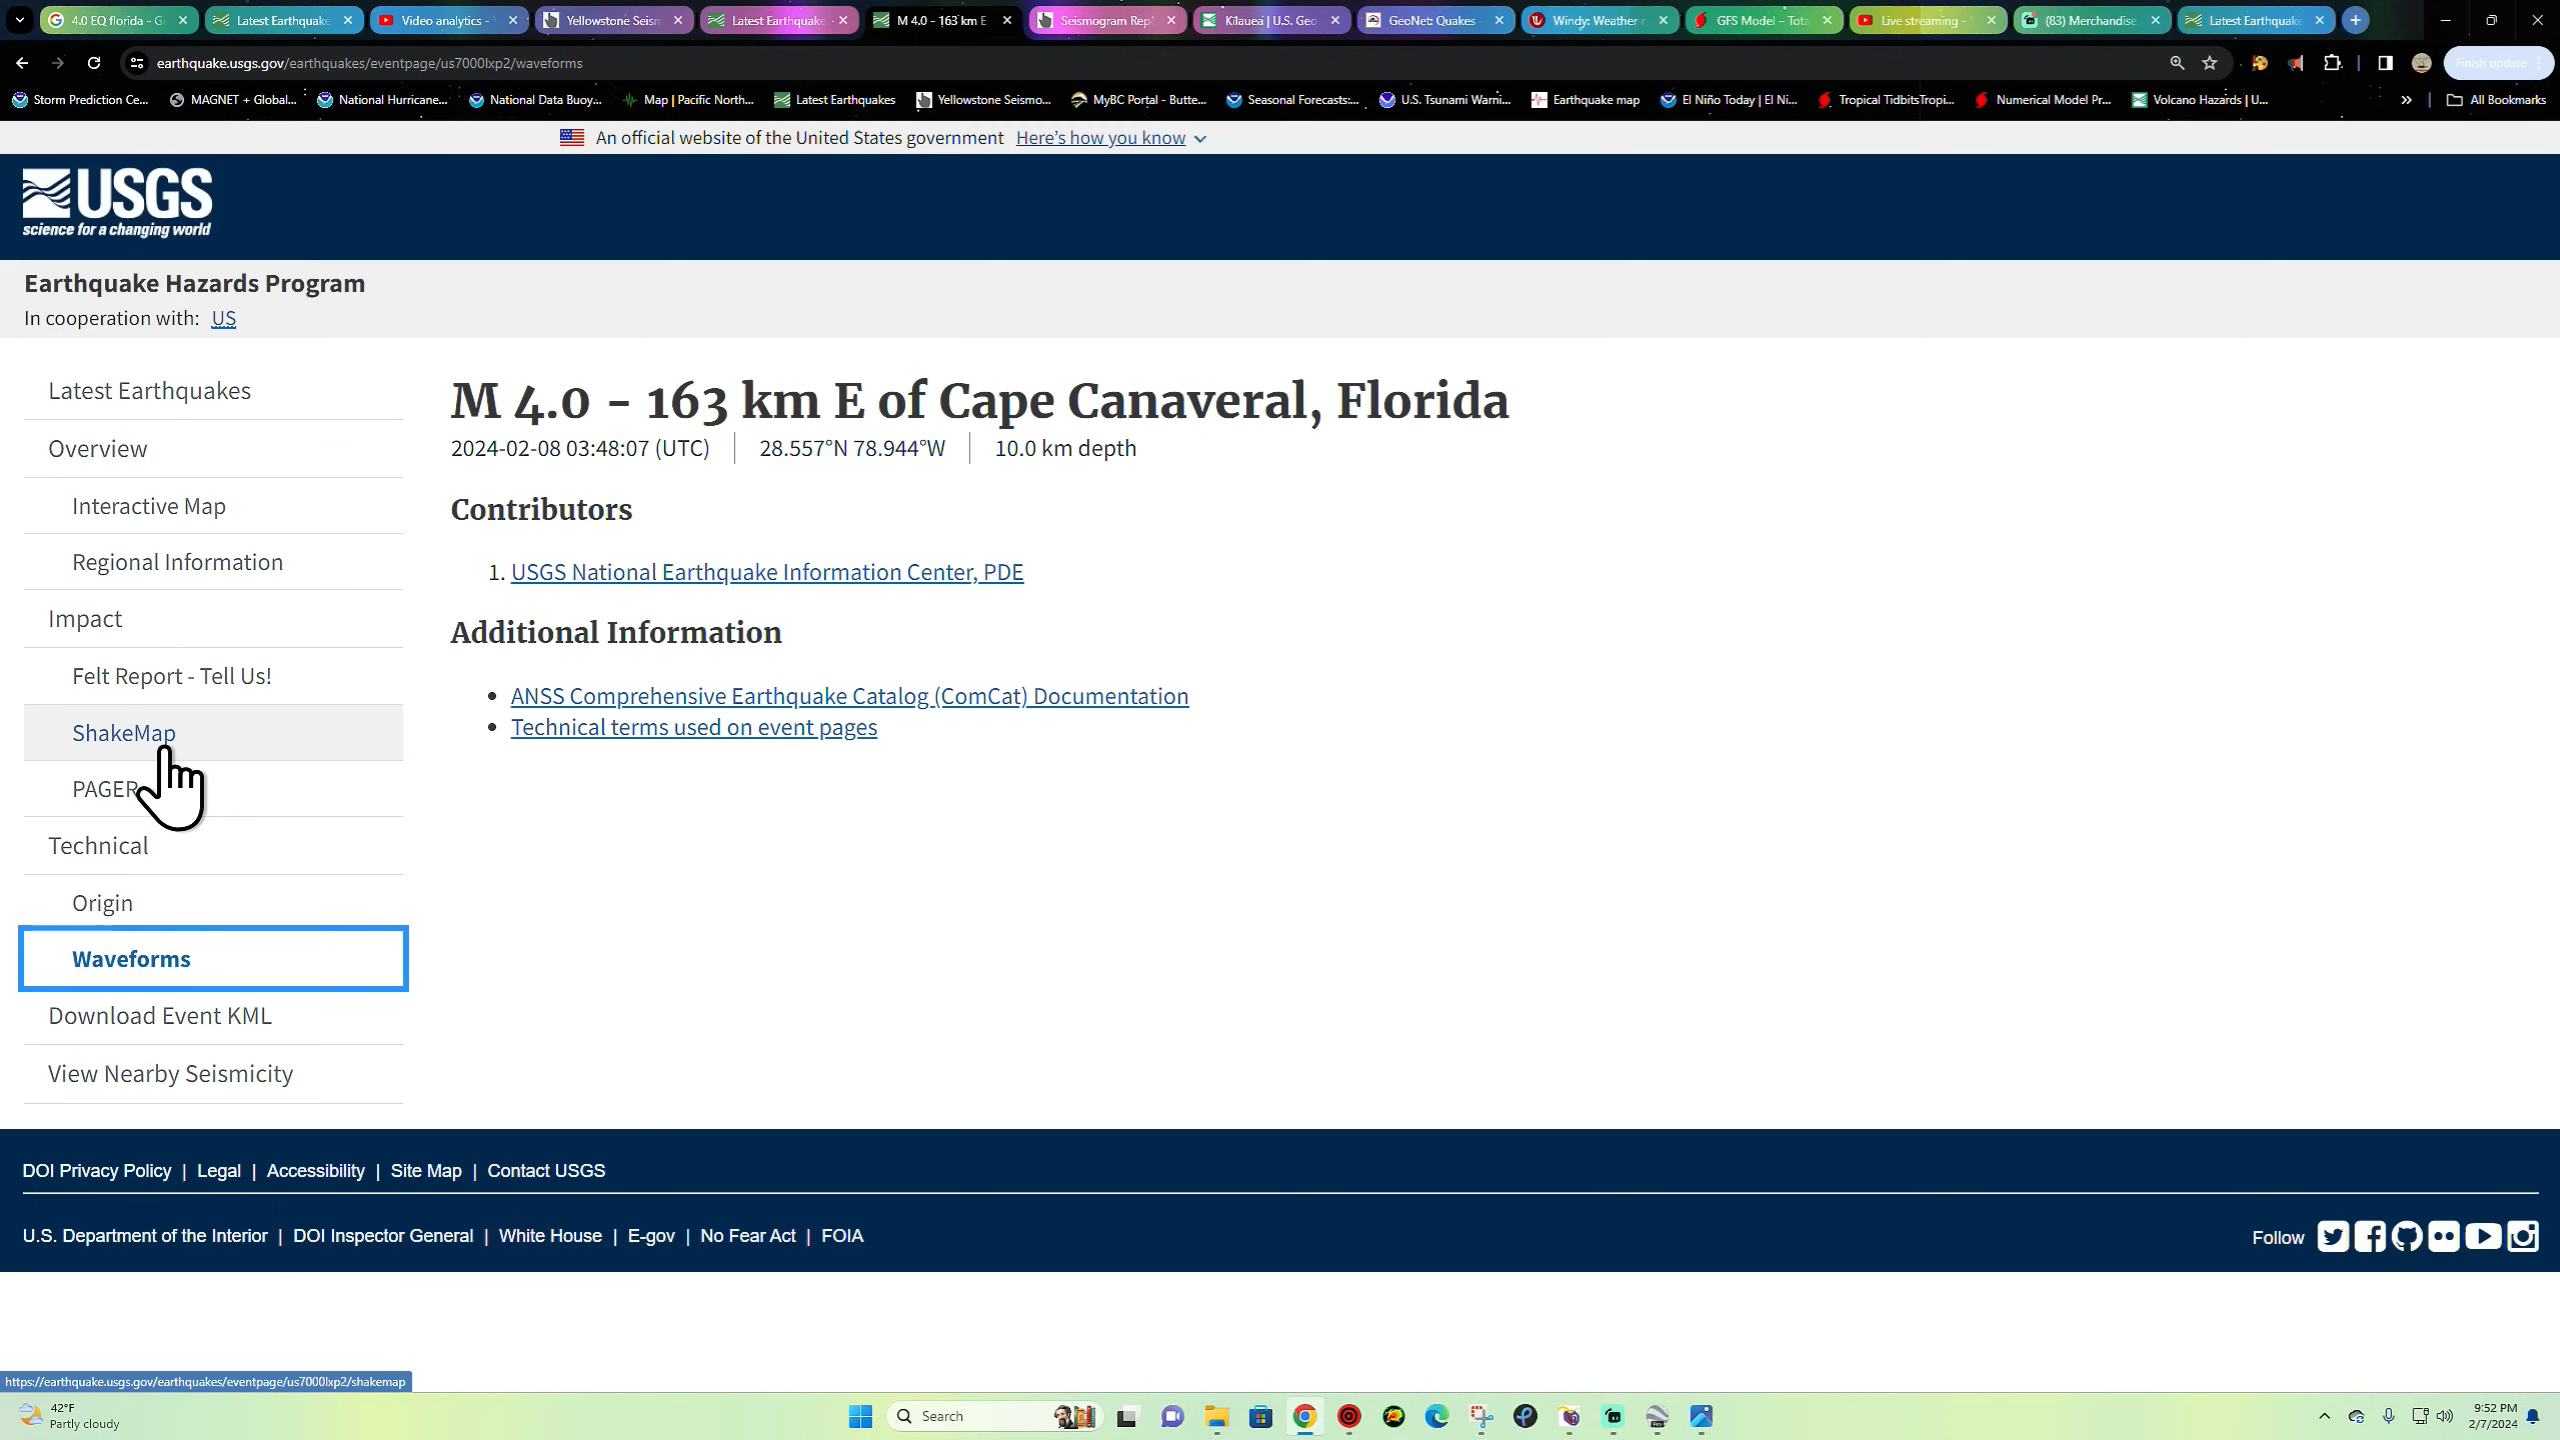 4.0 EQ florida - Go
Latest Earthquake
Video analytics -
Yellowstone Seism
Latest Earthquake
M 4.0 - 163 km E
Seismogram Repl
Kīlauea | U.S. Geo
GeoNet Quakes
Windy: Weather r
GFS Model – Tota
Live streaming -
(83) Merchandise
Latest Earthquake
earthquake.usgs.gov/earthquakes/eventpage/us7000lxp2/waveforms
Finish update
Storm Prediction Ce...
MAGNET + Global...
National Hurricane...
National Data Buoy...
Map | Pacific North...
Latest Earthquakes
Yellowstone Seismo...
MyBC Portal - Butte...
Seasonal Forecasts:...
U.S. Tsunami Warni...
Earthquake map
El Niño Today | El Ni...
Tropical TidbitsTropi...
Numerical Model Pr...
Volcano Hazards | U...
All Bookmarks
An official website of the United States government Here's how you know
USGS
science for a changing world
Earthquake Hazards Program
In cooperation with: US
Latest Earthquakes
Overview
Interactive Map
Regional Information
Impact
Felt Report - Tell Us!
ShakeMap
PAGER
Technical
Origin
Waveforms
Download Event KML
View Nearby Seismicity
M 4.0 - 163 km E of Cape Canaveral, Florida
2024-02-08 03:48:07 (UTC) | 28.557°N 78.944°W | 10.0 km depth
Contributors
1. USGS National Earthquake Information Center, PDE
Additional Information
• ANSS Comprehensive Earthquake Catalog (ComCat) Documentation
• Technical terms used on event pages
DOI Privacy Policy | Legal | Accessibility | Site Map | Contact USGS
U.S. Department of the Interior | DOI Inspector General | White House | E-gov | No Fear Act | FOIA
Follow
https://earthquake.usgs.gov/earthquakes/eventpage/us7000lxp2/shakemap
42°F
Partly cloudy
Search
9:52 PM
2/7/2024